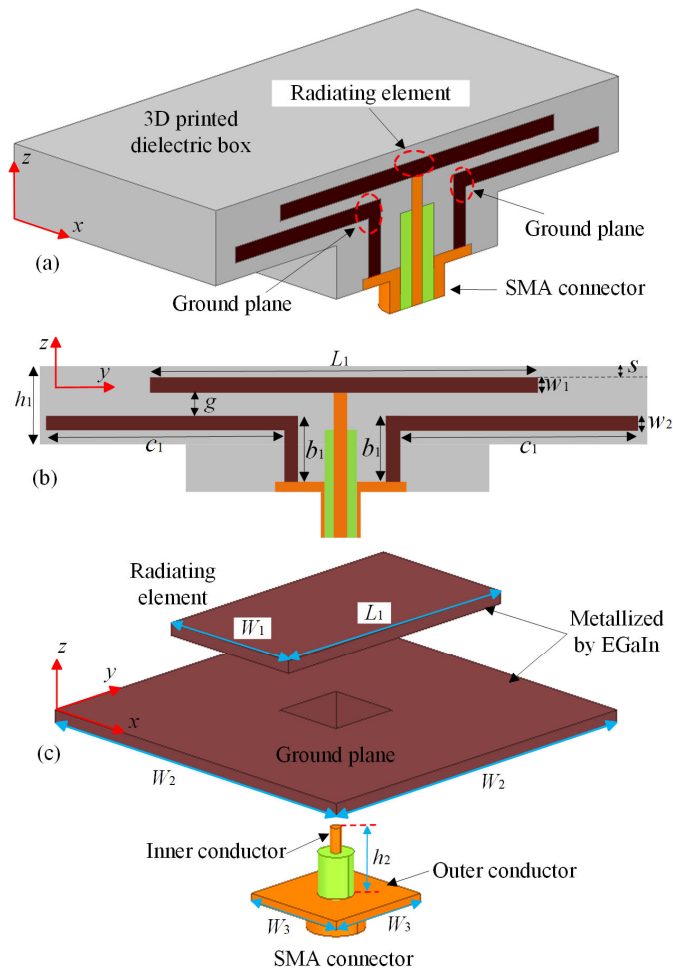 Radiating element
3D printed
dielectric box
z
x
Ground plane
Ground plane
SMA connector
(a)
z
y
L1
s
w1
h1
g
w2
c1
b1
b1
c1
(b)
Radiating
element
W1
L1
Metallized
by EGaIn
z
y
x
(c)
Ground plane
W2
W2
Inner conductor
h2
Outer conductor
W3
W3
SMA connector